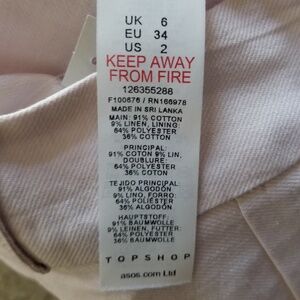 UK 6
EU 34
US 2
KEEP AWAY
FROM FIRE
126355288
F100676 / RN166978
MADE IN SRI LANKA
MAIN: 91% COTTON
9% LINEN, LINING:
64% POLYESTER
36% COTTON
PRINCIPAL:
91% COTON 9% LIN,
DOUBLURE:
64% POLYESTER
36% COTON
TEJIDO PRINCIPAL
91% ALGODÓN
9% LINO, FORRO:
64% POLIÉSTER
36% ALGODÓN
HAUPTSTOFF:
91% BAUMWOLLE
9% LEINEN, FUTTER:
64% POLYESTER
36% BAUMWOLLE
TOPSHOP
asos.com Ltd